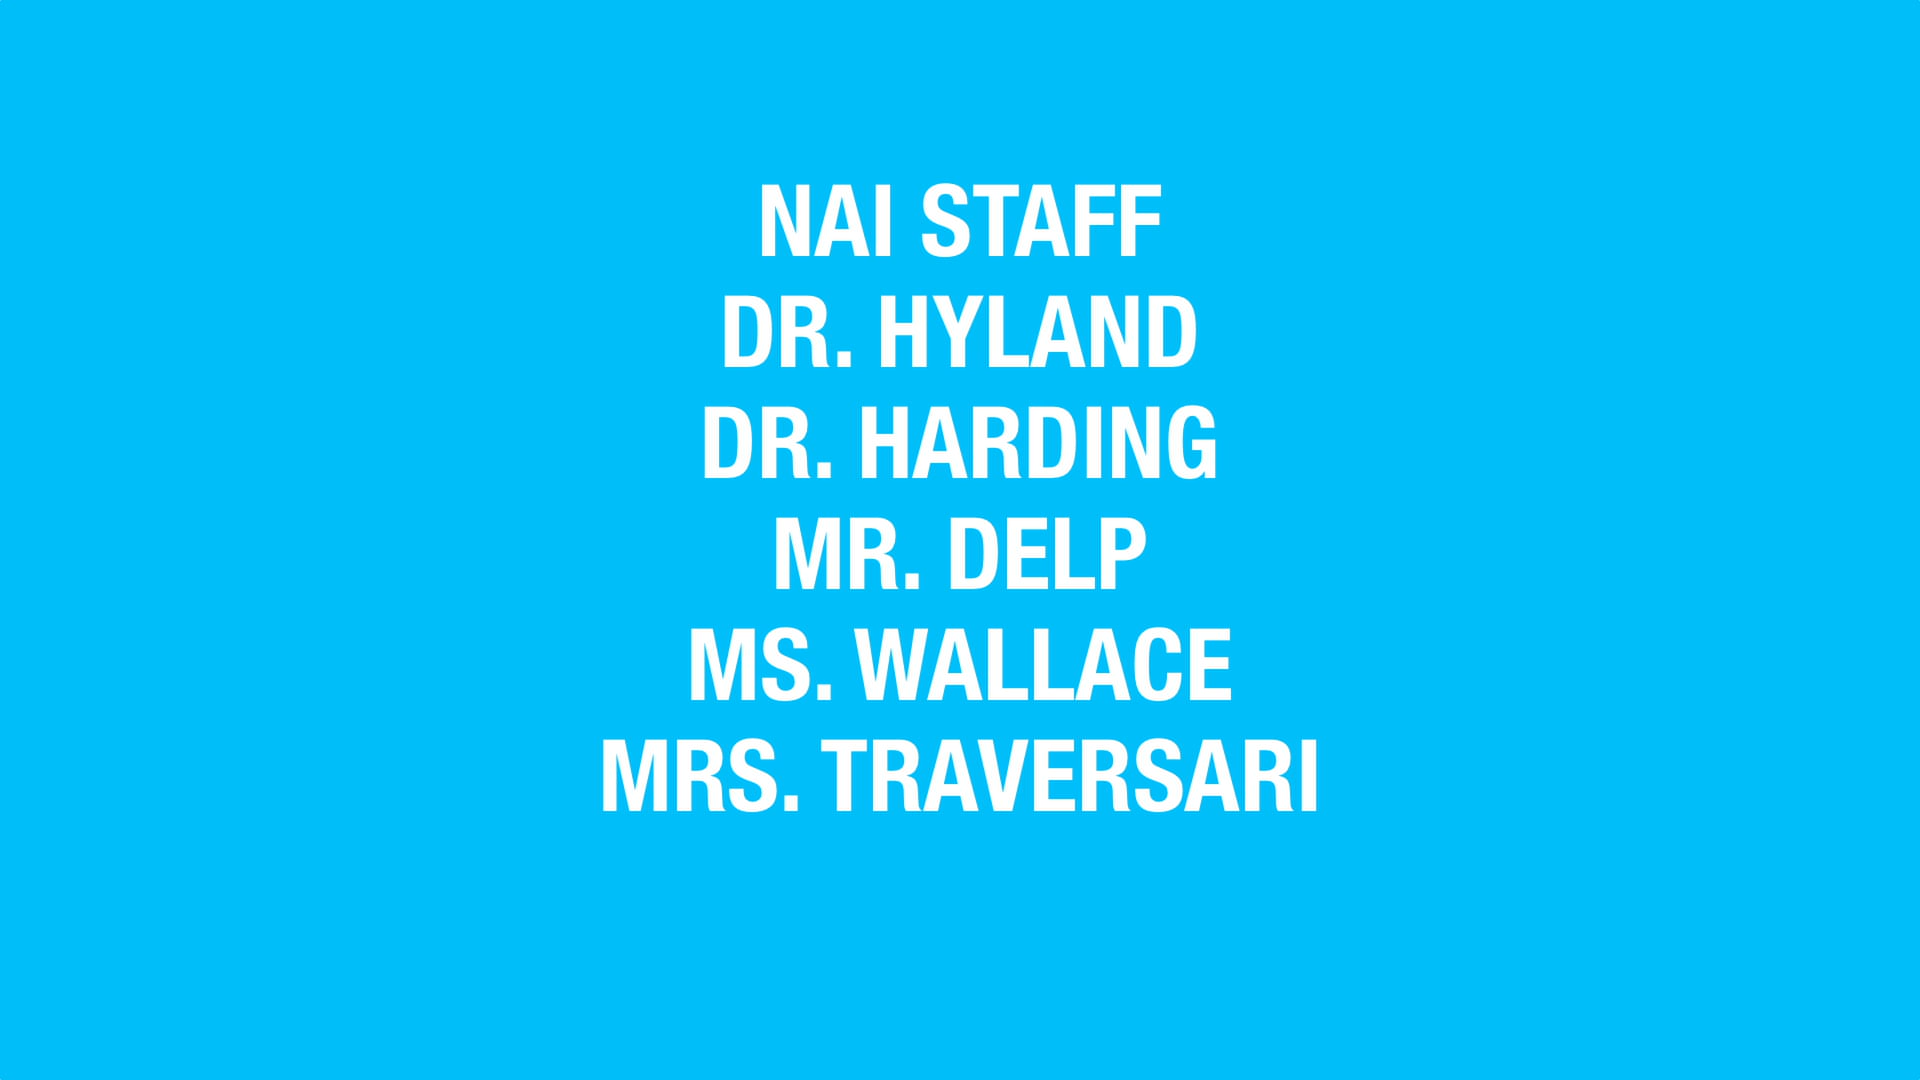 NAI STAFF
DR. HYLAND
DR. HARDING
MR. DELP
MS. WALLACE
MRS. TRAVERSARI